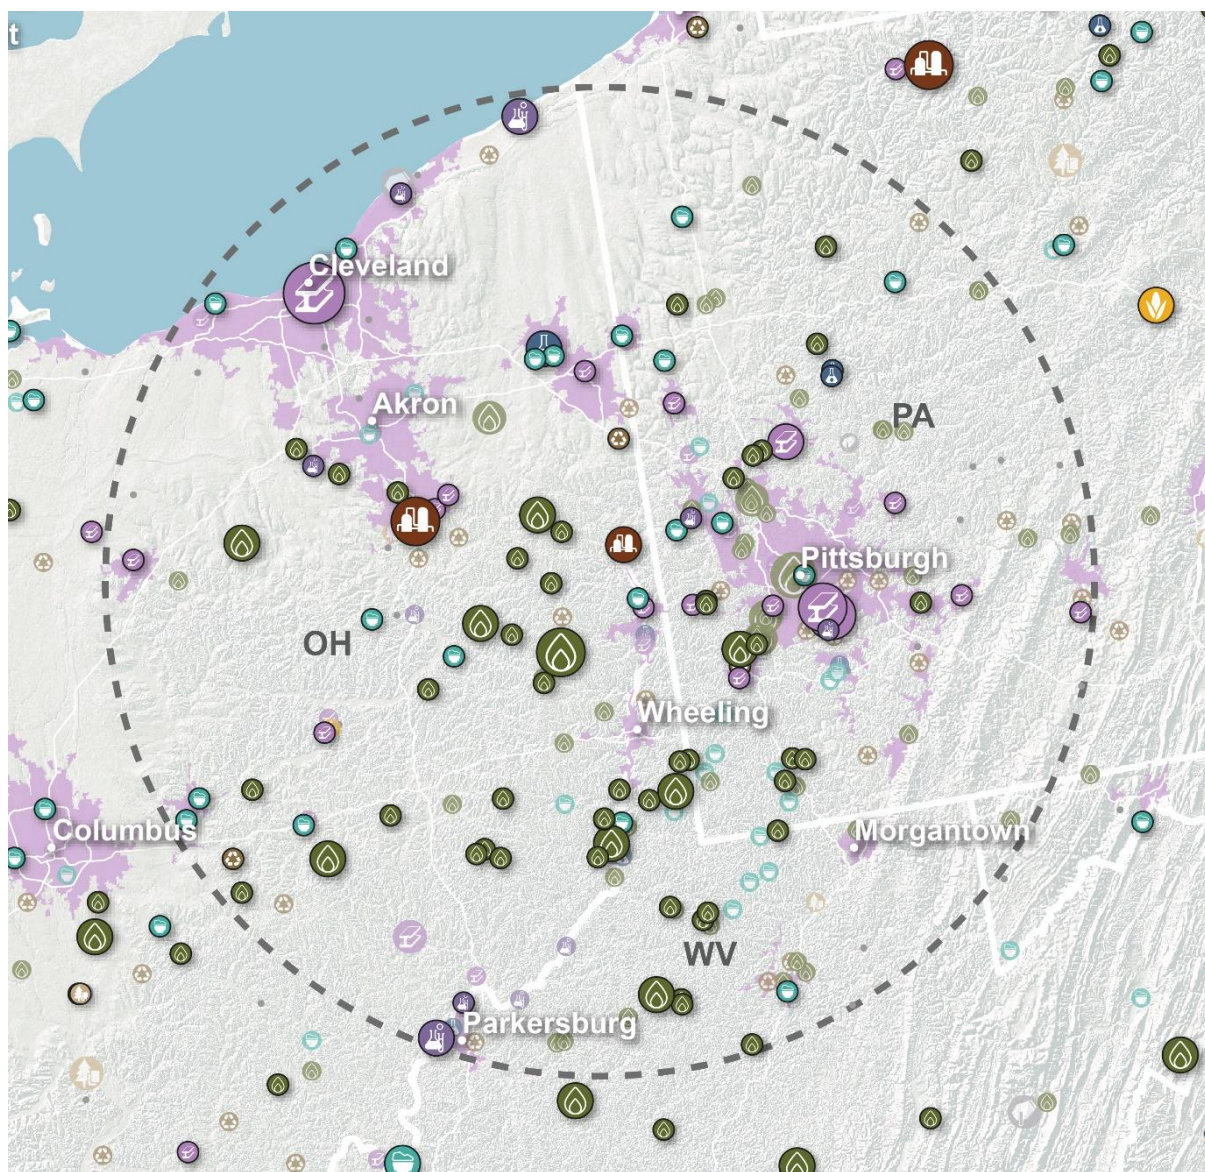 t
Cleveland
Akron
PA
Pittsburgh
OH
Wheeling
Columbus
Morgantown
WV
Parkersburg